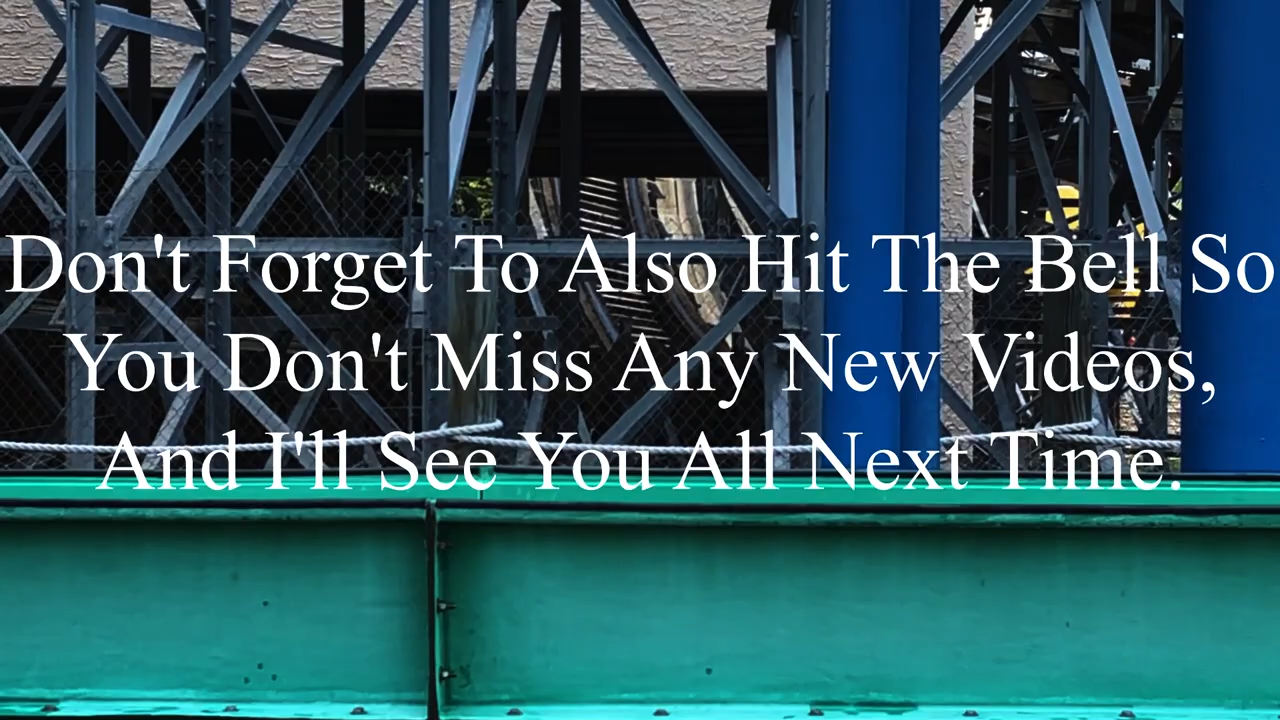 Don't Forget To Also Hit The Bell So
You Don't Miss Any New Videos,
And I'll See You All Next Time.